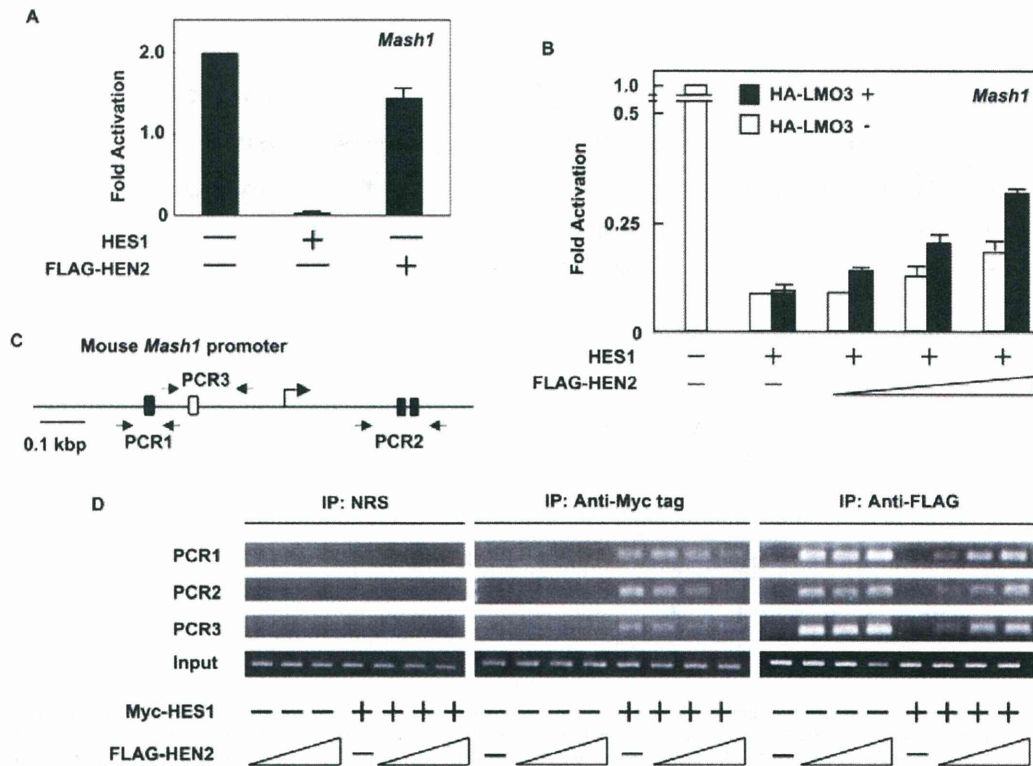 A
Mash1
2.0
1.0
0
Fold Activation
HES1 — + —
FLAG-HEN2 — — +
B
Mash1
HA-LMO3 +
HA-LMO3 -
1.0
0.5
0.25
0
Fold Activation
HES1 − + + + +
FLAG-HEN2 − −
C
Mouse Mash1 promoter
PCR3
PCR1
PCR2
0.1 kbp
D
IP: NRS
IP: Anti-Myc tag
IP: Anti-FLAG
PCR1
PCR2
PCR3
Input
Myc-HES1 − − − + + + + − − − − + + + + − − − − + + + +
FLAG-HEN2 − − − − −